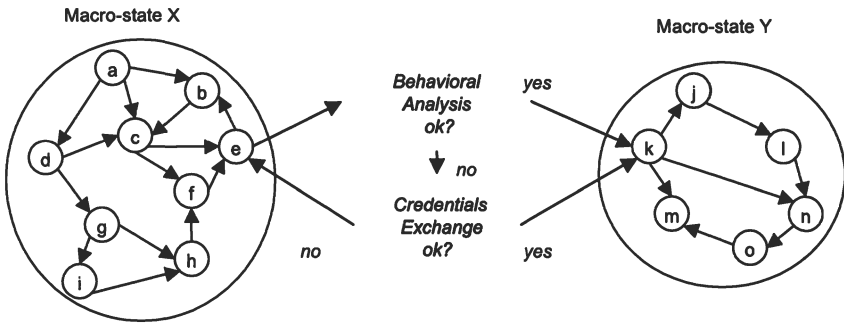 Macro-state X
Macro-state Y
a
b
c
d
e
f
g
h
i
Behavioral
Analysis
ok?
yes
no
Credentials
Exchange
ok?
no
yes
j
k
l
m
n
o